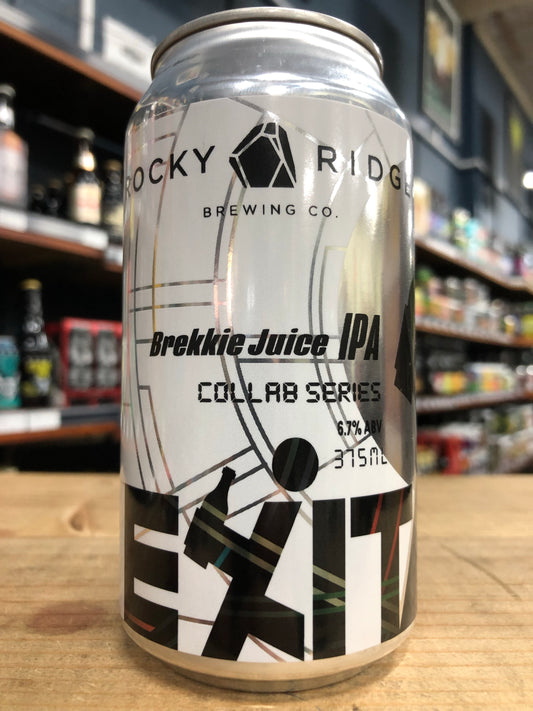 ROCKY RIDGE
BREWING CO.
Brekkie Juice IPA
COLLAB SERIES
6.7% ABV
375ML
EXIT